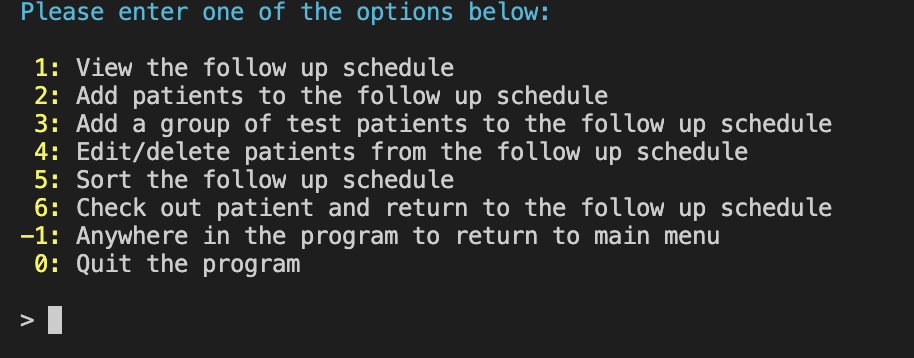 Please enter one of the options below:
1: View the follow up schedule
2: Add patients to the follow up schedule
3: Add a group of test patients to the follow up schedule
4: Edit/delete patients from the follow up schedule
5: Sort the follow up schedule
6: Check out patient and return to the follow up schedule
-1: Anywhere in the program to return to main menu
0: Quit the program
>